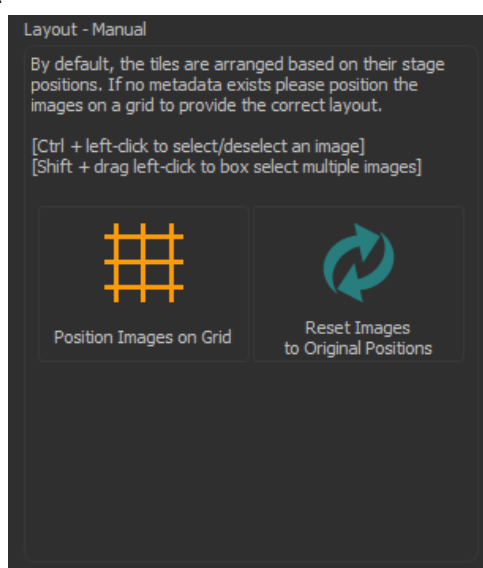 Layout - Manual
By default, the tiles are arranged based on their stage
positions. If no metadata exists please position the
images on a grid to provide the correct layout.
[Ctrl + left-click to select/deselect an image]
[Shift + drag left-click to box select multiple images]
Position Images on Grid
Reset Images
to Original Positions